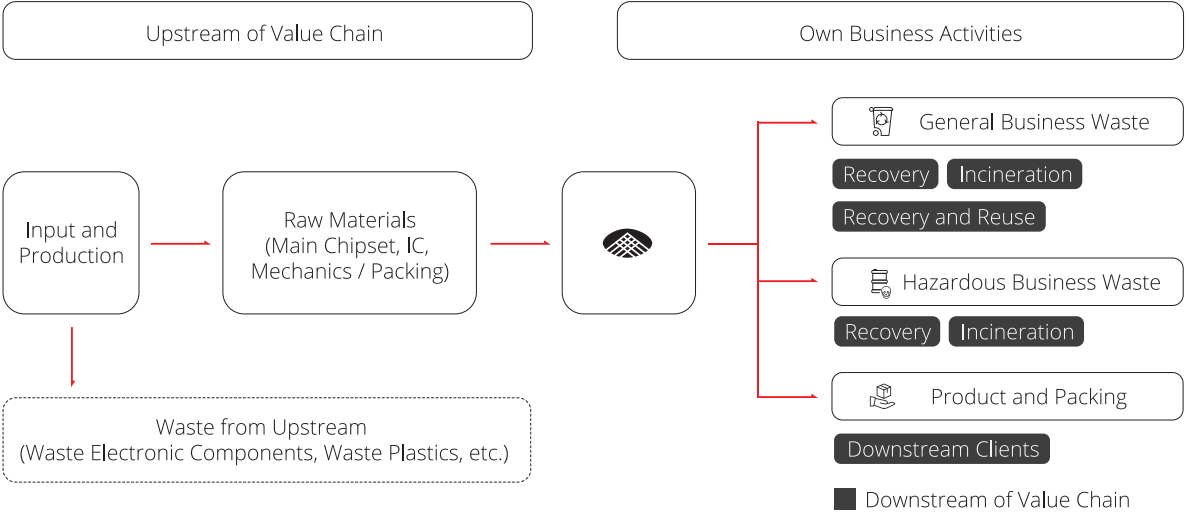 Upstream of Value Chain
Own Business Activities
Input and
Production
Raw Materials
(Main Chipset, IC,
Mechanics / Packing)
Waste from Upstream
(Waste Electronic Components, Waste Plastics, etc.)
General Business Waste
Recovery
Incineration
Recovery and Reuse
Hazardous Business Waste
Recovery
Incineration
Product and Packing
Downstream Clients
Downstream of Value Chain